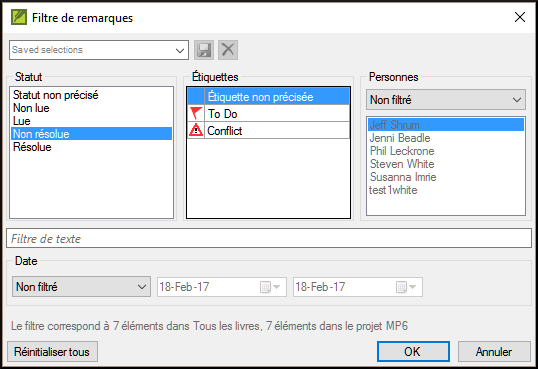 Filtre de remarques
Saved selections
Statut
Statut non précisé
Non lue
Lue
Non résolue
Résolue
Étiquettes
Étiquette non précisée
To Do
Conflict
Personnes
Non filtré
Jeff Shrum
Jenni Beadle
Phil Leckrone
Steven White
Susanna Imrie
test1white
Filtre de texte
Date
Non filtré
18-Feb-17
18-Feb-17
Le filtre correspond à 7 éléments dans Tous les livres, 7 éléments dans le projet MP6
Réinitialiser tous
OK
Annuler